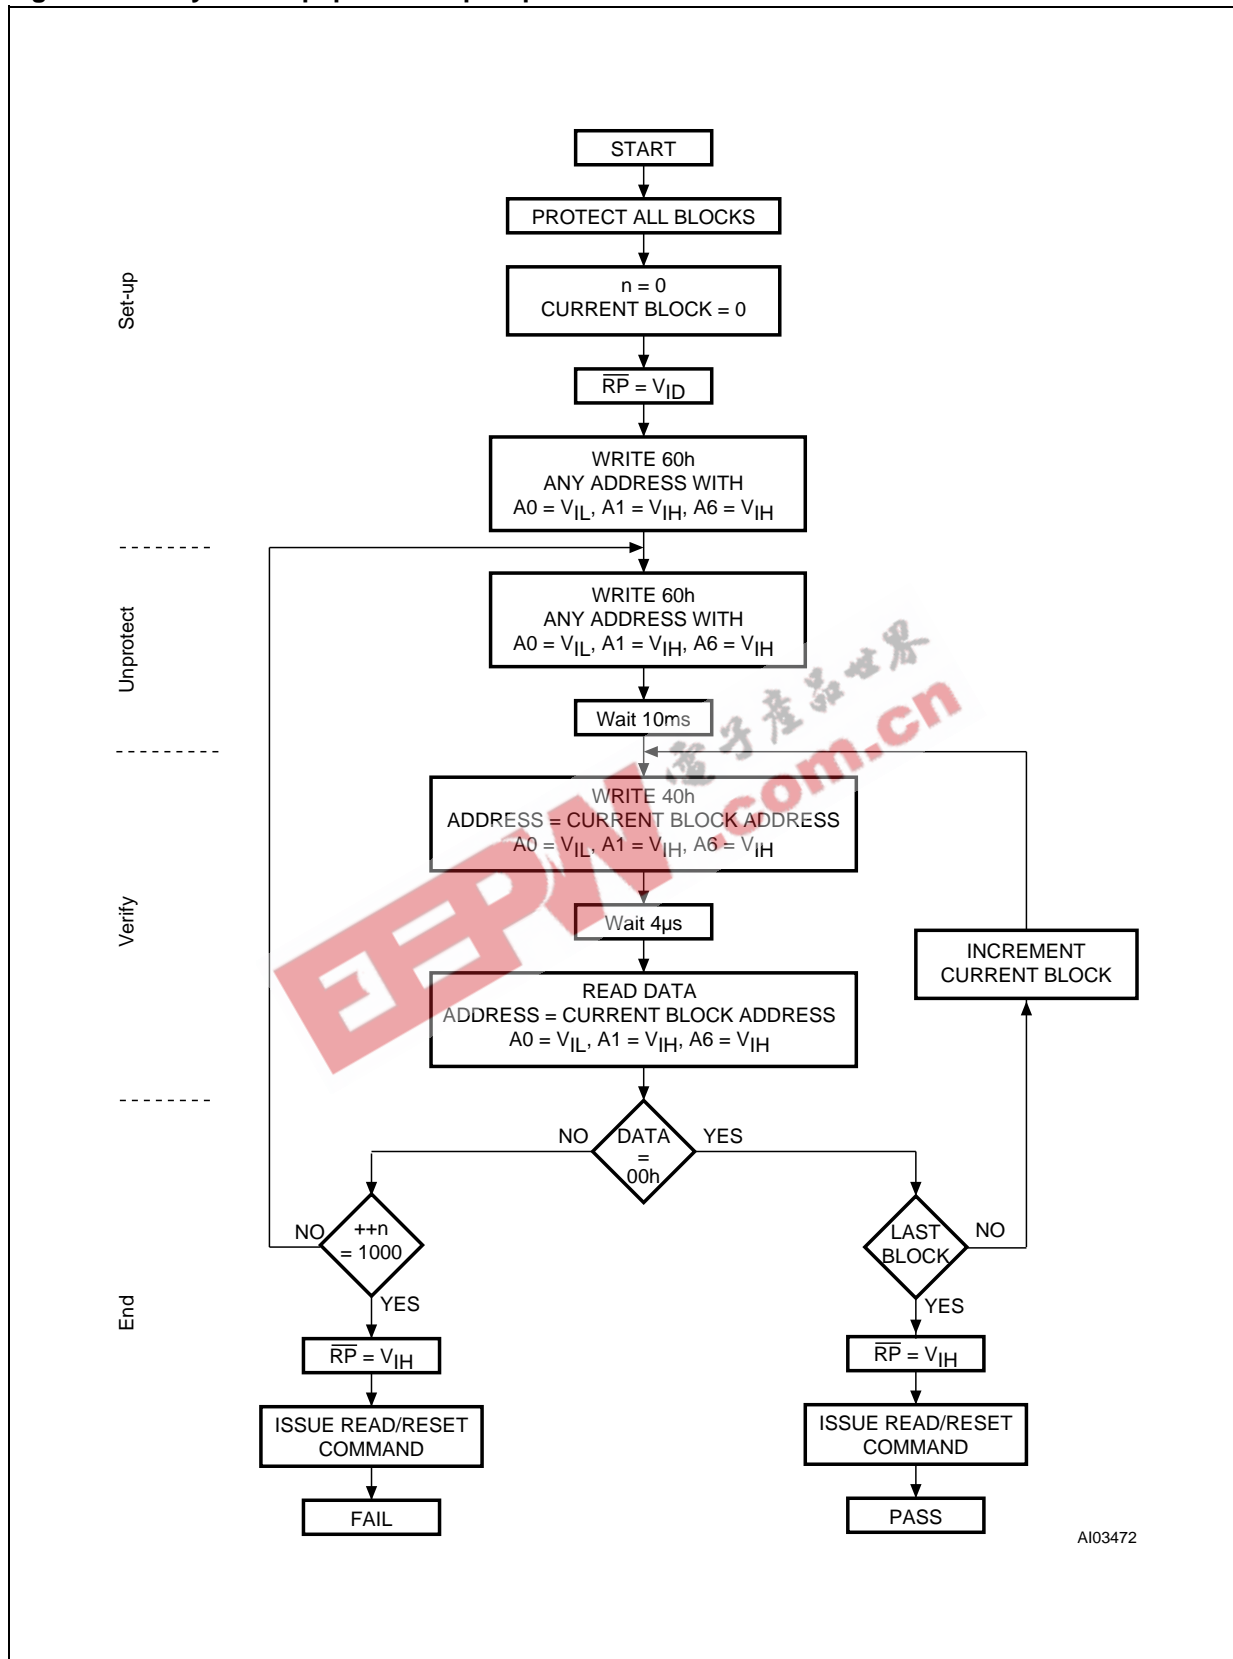 START
PROTECT ALL BLOCKS
n = 0
CURRENT BLOCK = 0
Set-up
RP = VID
WRITE 60h
ANY ADDRESS WITH
A0 = VIL, A1 = VIH, A6 = VIH
WRITE 60h
ANY ADDRESS WITH
A0 = VIL, A1 = VIH, A6 = VIH
Unprotect
Wait 10ms
電子產品世界
.com.cn
EEPW
WRITE 40h
ADDRESS = CURRENT BLOCK ADDRESS
A0 = VIL, A1 = VIH, A6 = VIH
Verify
Wait 4µs
INCREMENT
CURRENT BLOCK
READ DATA
ADDRESS = CURRENT BLOCK ADDRESS
A0 = VIL, A1 = VIH, A6 = VIH
NO
DATA
=
00h
YES
NO
++n
= 1000
LAST
BLOCK
NO
End
YES
YES
RP = VIH
RP = VIH
ISSUE READ/RESET
COMMAND
ISSUE READ/RESET
COMMAND
FAIL
PASS
AI03472